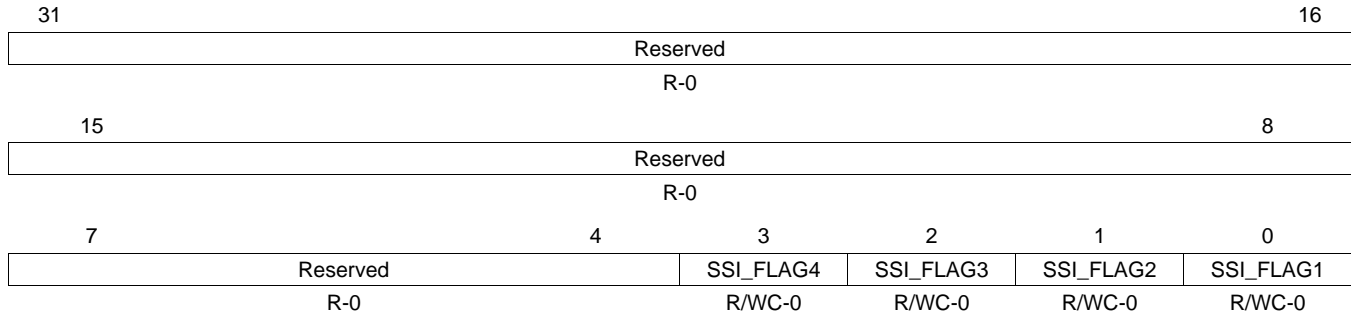 31 16
Reserved
R-0
15 8
Reserved
R-0
7 4 3 2 1 0
Reserved SSI_FLAG4 SSI_FLAG3 SSI_FLAG2 SSI_FLAG1
R-0 R/WC-0 R/WC-0 R/WC-0 R/WC-0